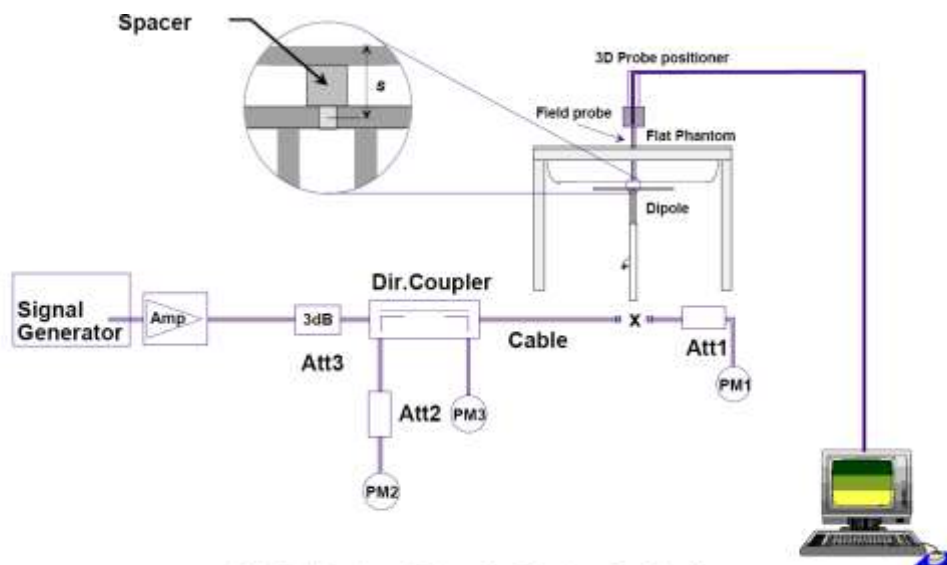 Spacer
s
3D Probe positioner
Field probe
Flat Phantom
Dipole
Signal
Generator
Amp
3dB
Att3
Dir.Coupler
Cable
X
Att1
PM1
Att2
PM3
PM2